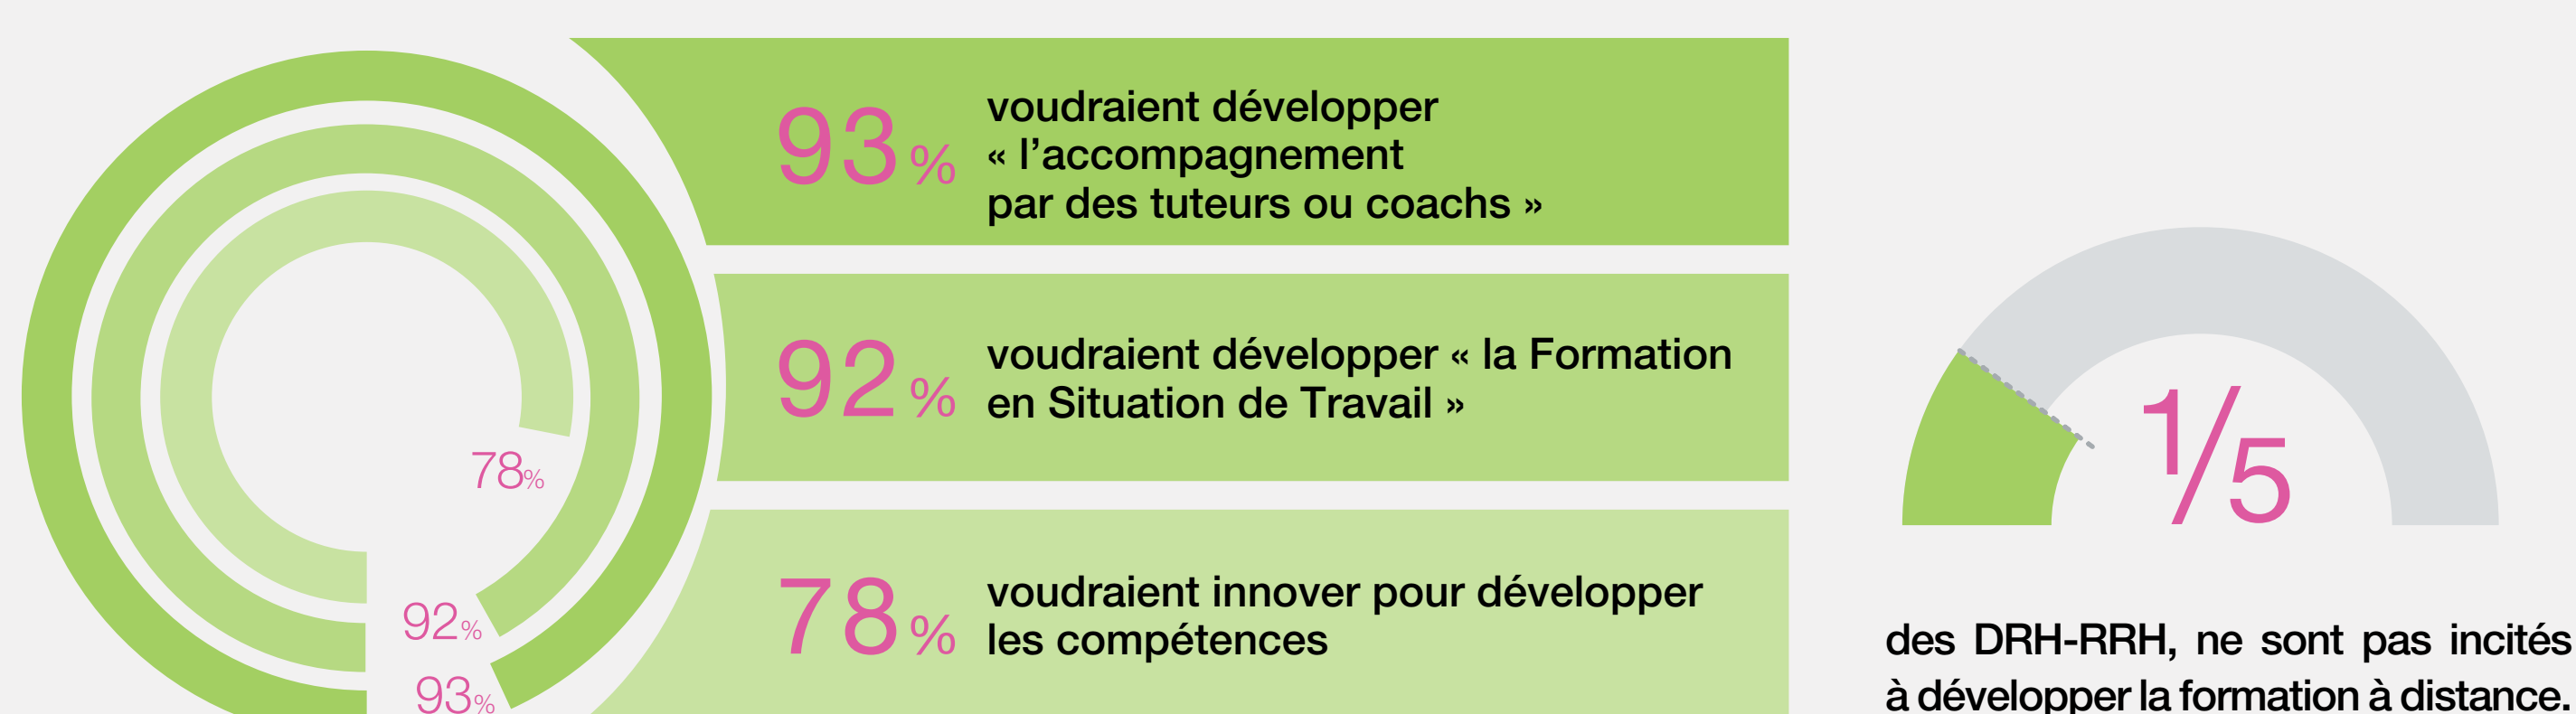 93%
voudraient développer
« l’accompagnement
par des tuteurs ou coachs »
92%
voudraient développer « la Formation
en Situation de Travail »
78%
voudraient innover pour développer
les compétences
78%
92%
93%
1/5
des DRH-RRH, ne sont pas incités
à développer la formation à distance.